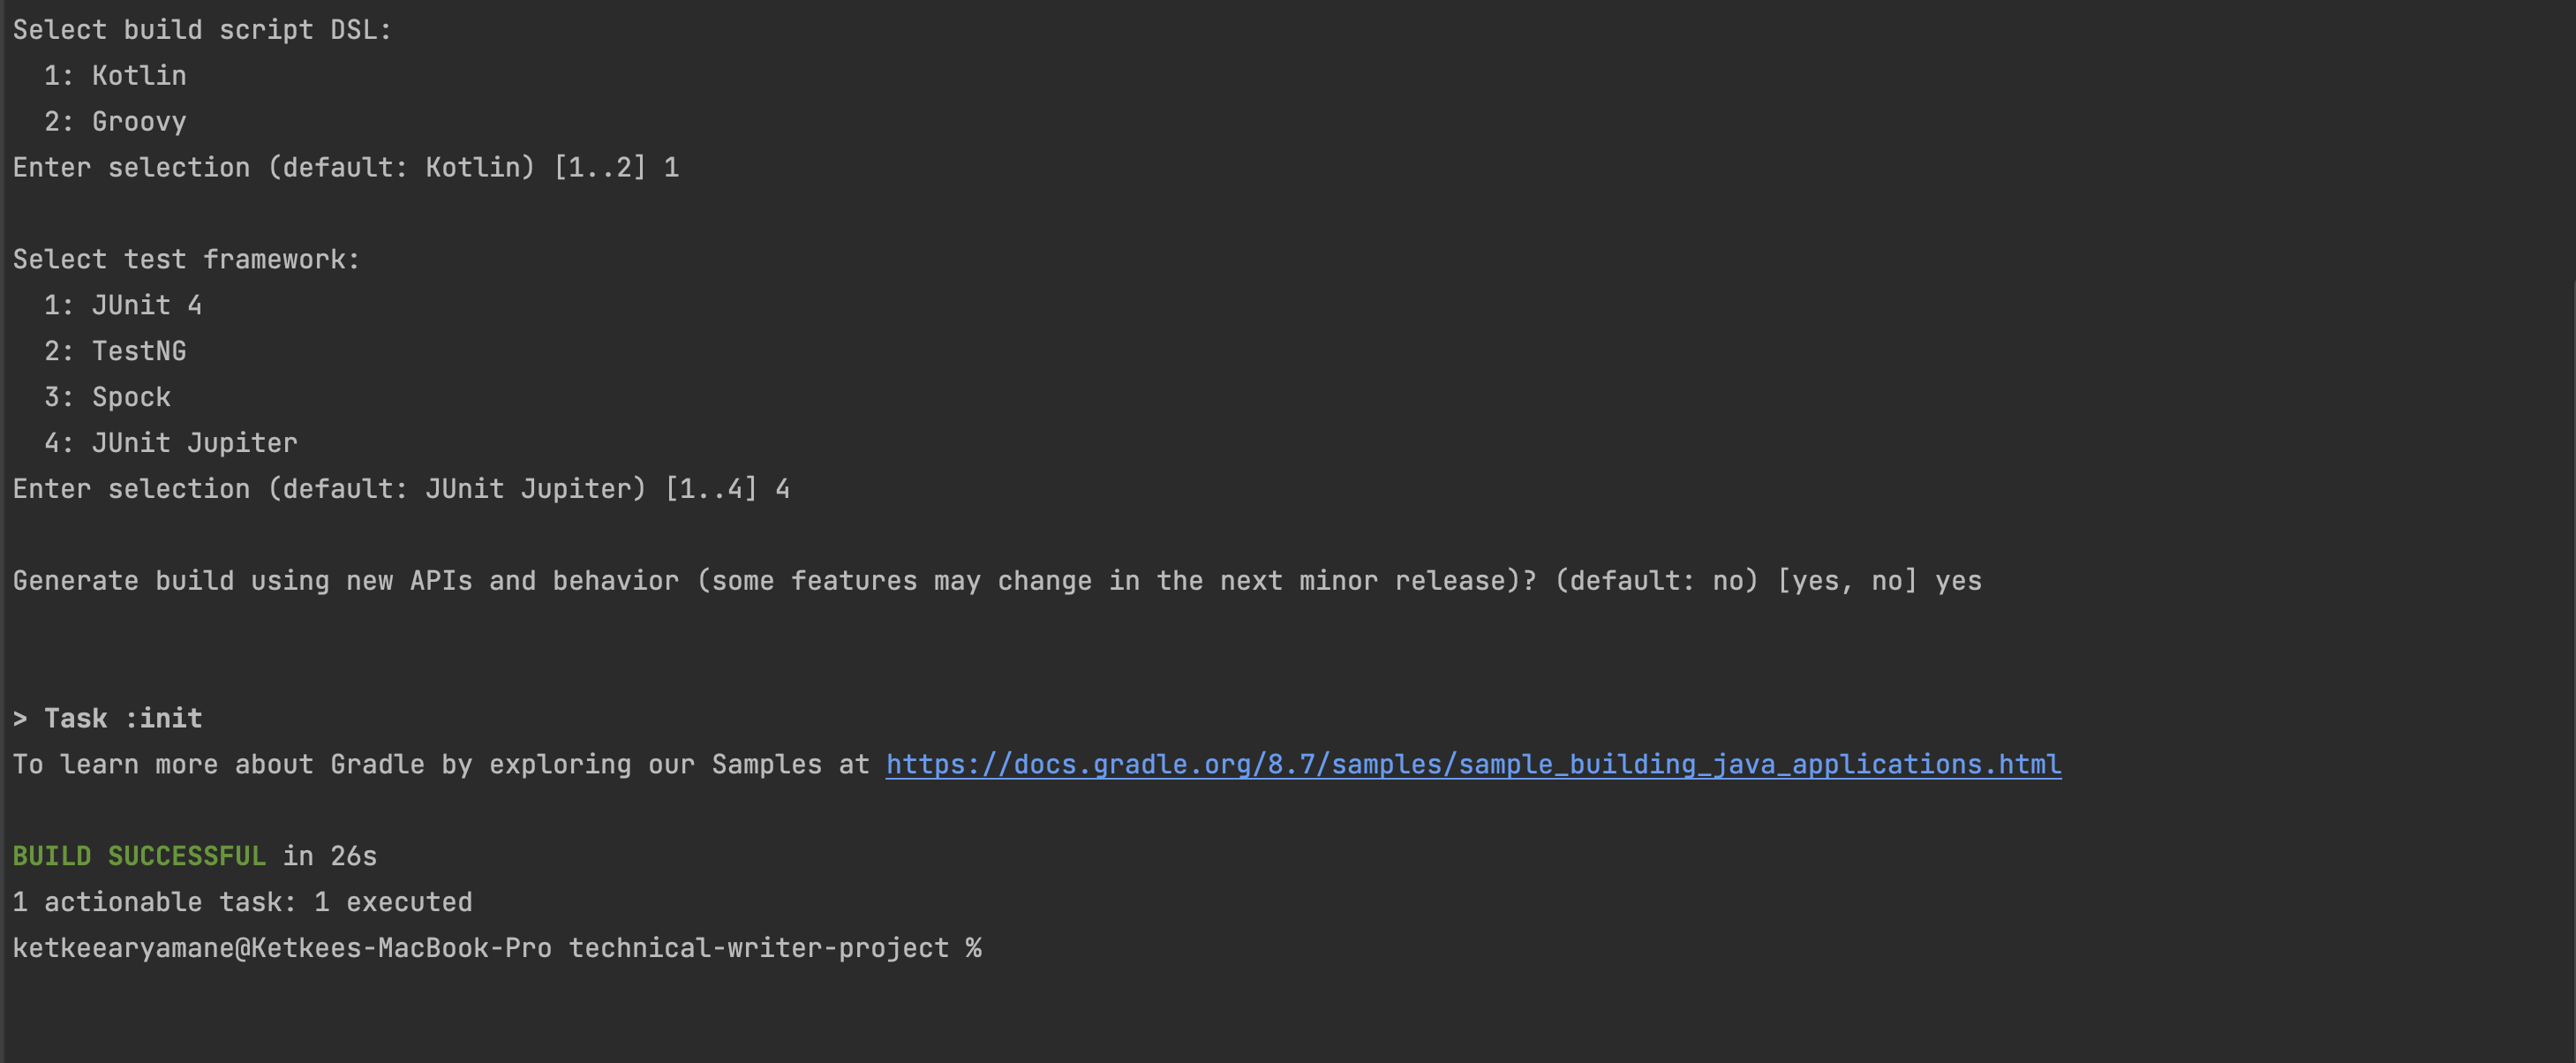 Select build script DSL:
  1: Kotlin
  2: Groovy
Enter selection (default: Kotlin) [1..2] 1
Select test framework:
  1: JUnit 4
  2: TestNG
  3: Spock
  4: JUnit Jupiter
Enter selection (default: JUnit Jupiter) [1..4] 4
Generate build using new APIs and behavior (some features may change in the next minor release)? (default: no) [yes, no] yes
> Task :init
To learn more about Gradle by exploring our Samples at https://docs.gradle.org/8.7/samples/sample_building_java_applications.html
BUILD SUCCESSFUL in 26s
1 actionable task: 1 executed
ketkeearyamane@Ketkees-MacBook-Pro technical-writer-project %